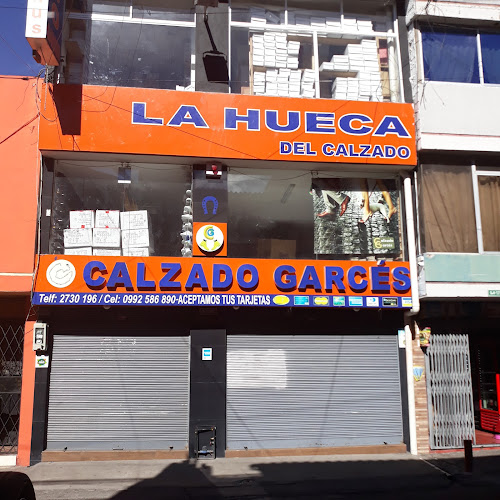 LA HUECA
DEL CALZADO
CALZADO GARCÉS
Telf: 2730 196 / Cel: 0992 586 890-ACEPTAMOS TUS TARJETAS